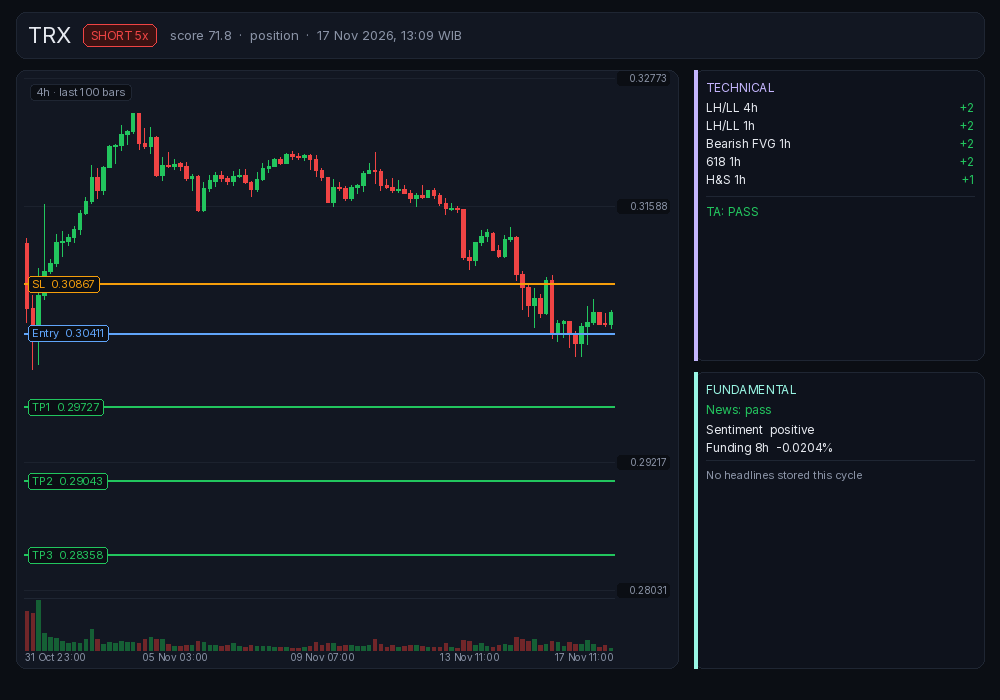 TRX SHORT 5x score 71.8 · position · 17 Nov 2026, 13:09 WIB
4h · last 100 bars
0.32773
0.31588
SL 0.30867
Entry 0.30411
TP1 0.29727
0.29217
TP2 0.29043
TP3 0.28358
0.28031
31 Oct 23:00 05 Nov 03:00 09 Nov 07:00 13 Nov 11:00 17 Nov 11:00
TECHNICAL
LH/LL 4h +2
LH/LL 1h +2
Bearish FVG 1h +2
618 1h +2
H&S 1h +1
TA: PASS
FUNDAMENTAL
News: pass
Sentiment positive
Funding 8h -0.0204%
No headlines stored this cycle